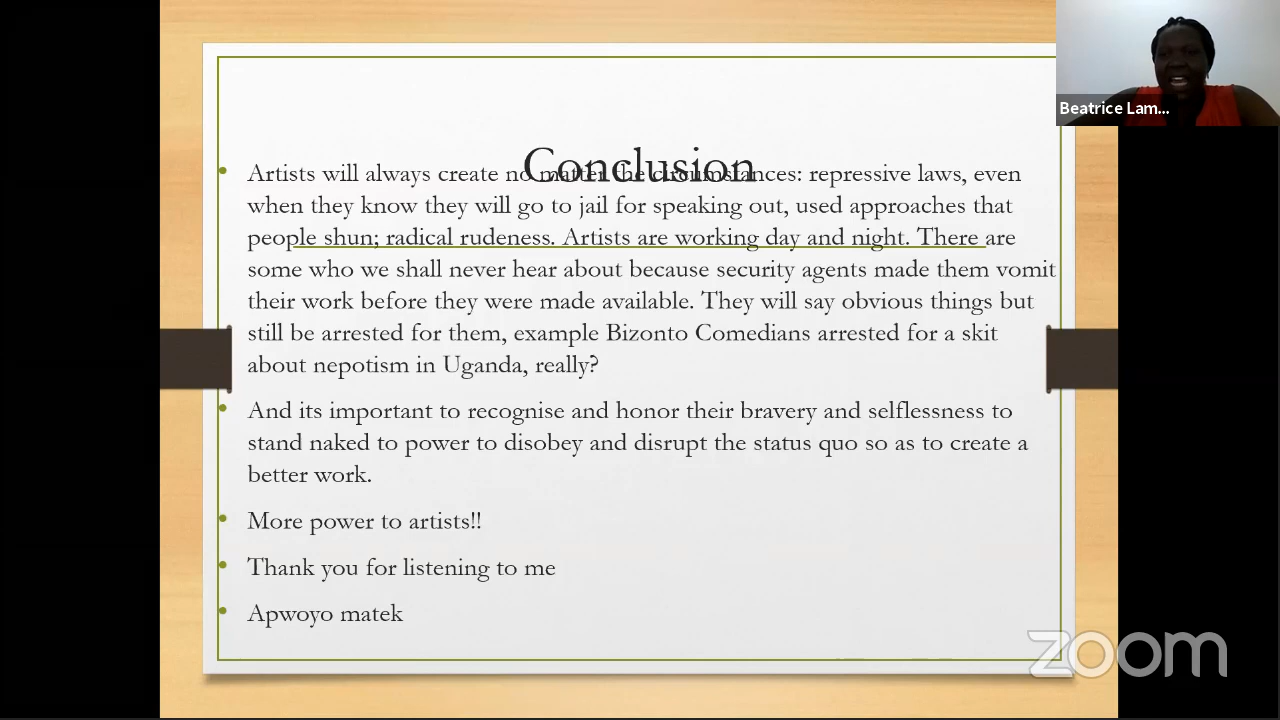 Conclusion
Artists will always create no matter the circumstances: repressive laws, even
when they know they will go to jail for speaking out, used approaches that
people shun; radical rudeness. Artists are working day and night. There are
some who we shall never hear about because security agents made them vomit
their work before they were made available. They will say obvious things but
still be arrested for them, example Bizonto Comedians arrested for a skit
about nepotism in Uganda, really?
And its important to recognise and honor their bravery and selflessness to
stand naked to power to disobey and disrupt the status quo so as to create a
better work.
More power to artists!!
Thank you for listening to me
Apwoyo matek
Beatrice Lam...
zoom